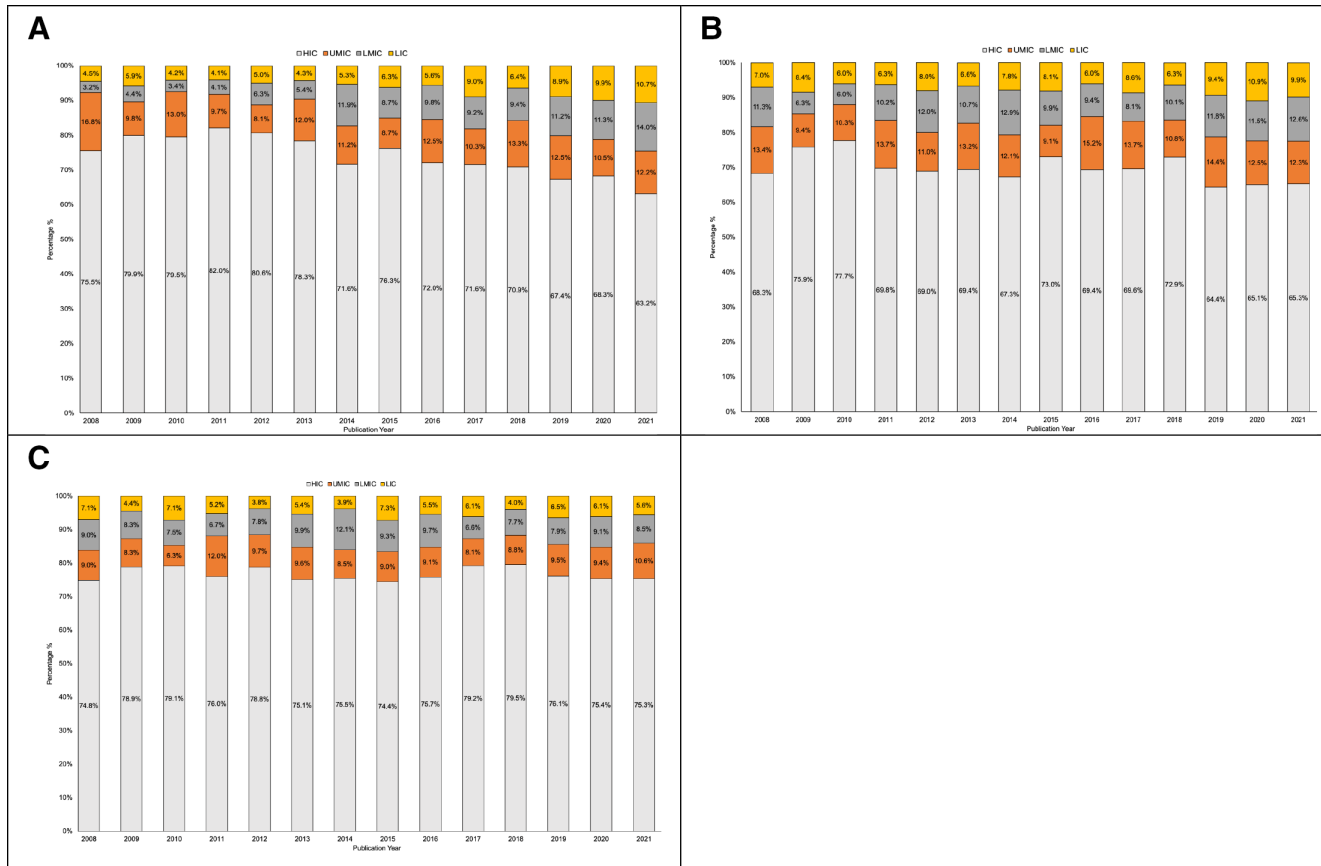 A
HIC UMIC LMIC LIC
Percentage %
100%
90%
80%
70%
60%
50%
40%
30%
20%
10%
0%
4.5% 5.9% 4.2% 4.1% 5.0% 4.3% 5.3% 6.3% 5.6% 9.0% 6.4% 8.9% 9.9% 10.7%
3.2% 4.4% 3.4% 4.1% 6.3% 5.4% 11.9% 8.7% 9.8% 9.2% 9.4% 11.2% 11.3% 14.0%
16.8% 9.8% 13.0% 9.7% 8.1% 12.0% 11.2% 8.7% 12.5% 10.3% 13.3% 12.5% 10.5% 12.2%
75.5% 79.9% 79.5% 82.0% 80.6% 78.3% 71.6% 76.3% 72.0% 71.6% 70.9% 67.4% 68.3% 63.2%
2008 2009 2010 2011 2012 2013 2014 2015 2016 2017 2018 2019 2020 2021
Publication Year
B
HIC UMIC LMIC LIC
Percentage %
100%
90%
80%
70%
60%
50%
40%
30%
20%
10%
0%
7.0% 8.4% 6.0% 6.3% 8.0% 6.6% 7.8% 8.1% 6.0% 8.6% 6.3% 9.4% 10.9% 9.9%
11.3% 6.3% 6.0% 10.2% 12.0% 10.7% 12.9% 9.9% 9.4% 8.1% 10.1% 11.8% 11.5% 12.6%
13.4% 9.4% 10.3% 13.7% 11.0% 13.2% 12.1% 9.1% 15.2% 13.7% 10.8% 14.4% 12.5% 12.3%
68.3% 75.9% 77.7% 69.8% 69.0% 69.4% 67.3% 73.0% 69.4% 69.6% 72.9% 64.4% 65.1% 65.3%
2008 2009 2010 2011 2012 2013 2014 2015 2016 2017 2018 2019 2020 2021
Publication Year
C
HIC UMIC LMIC LIC
Percentage %
100%
90%
80%
70%
60%
50%
40%
30%
20%
10%
0%
7.1% 4.4% 7.1% 5.2% 3.8% 5.4% 3.9% 7.3% 5.5% 6.1% 4.0% 6.5% 6.1% 5.6%
9.0% 8.3% 7.5% 6.7% 7.8% 9.9% 12.1% 9.3% 9.7% 6.6% 7.7% 7.9% 9.1% 8.5%
9.0% 8.3% 6.3% 12.0% 9.7% 9.6% 8.5% 9.0% 9.1% 8.1% 8.8% 9.5% 9.4% 10.6%
74.8% 78.9% 79.1% 76.0% 78.8% 75.1% 75.5% 74.4% 75.7% 79.2% 79.5% 76.1% 75.4% 75.3%
2008 2009 2010 2011 2012 2013 2014 2015 2016 2017 2018 2019 2020 2021
Publication Year